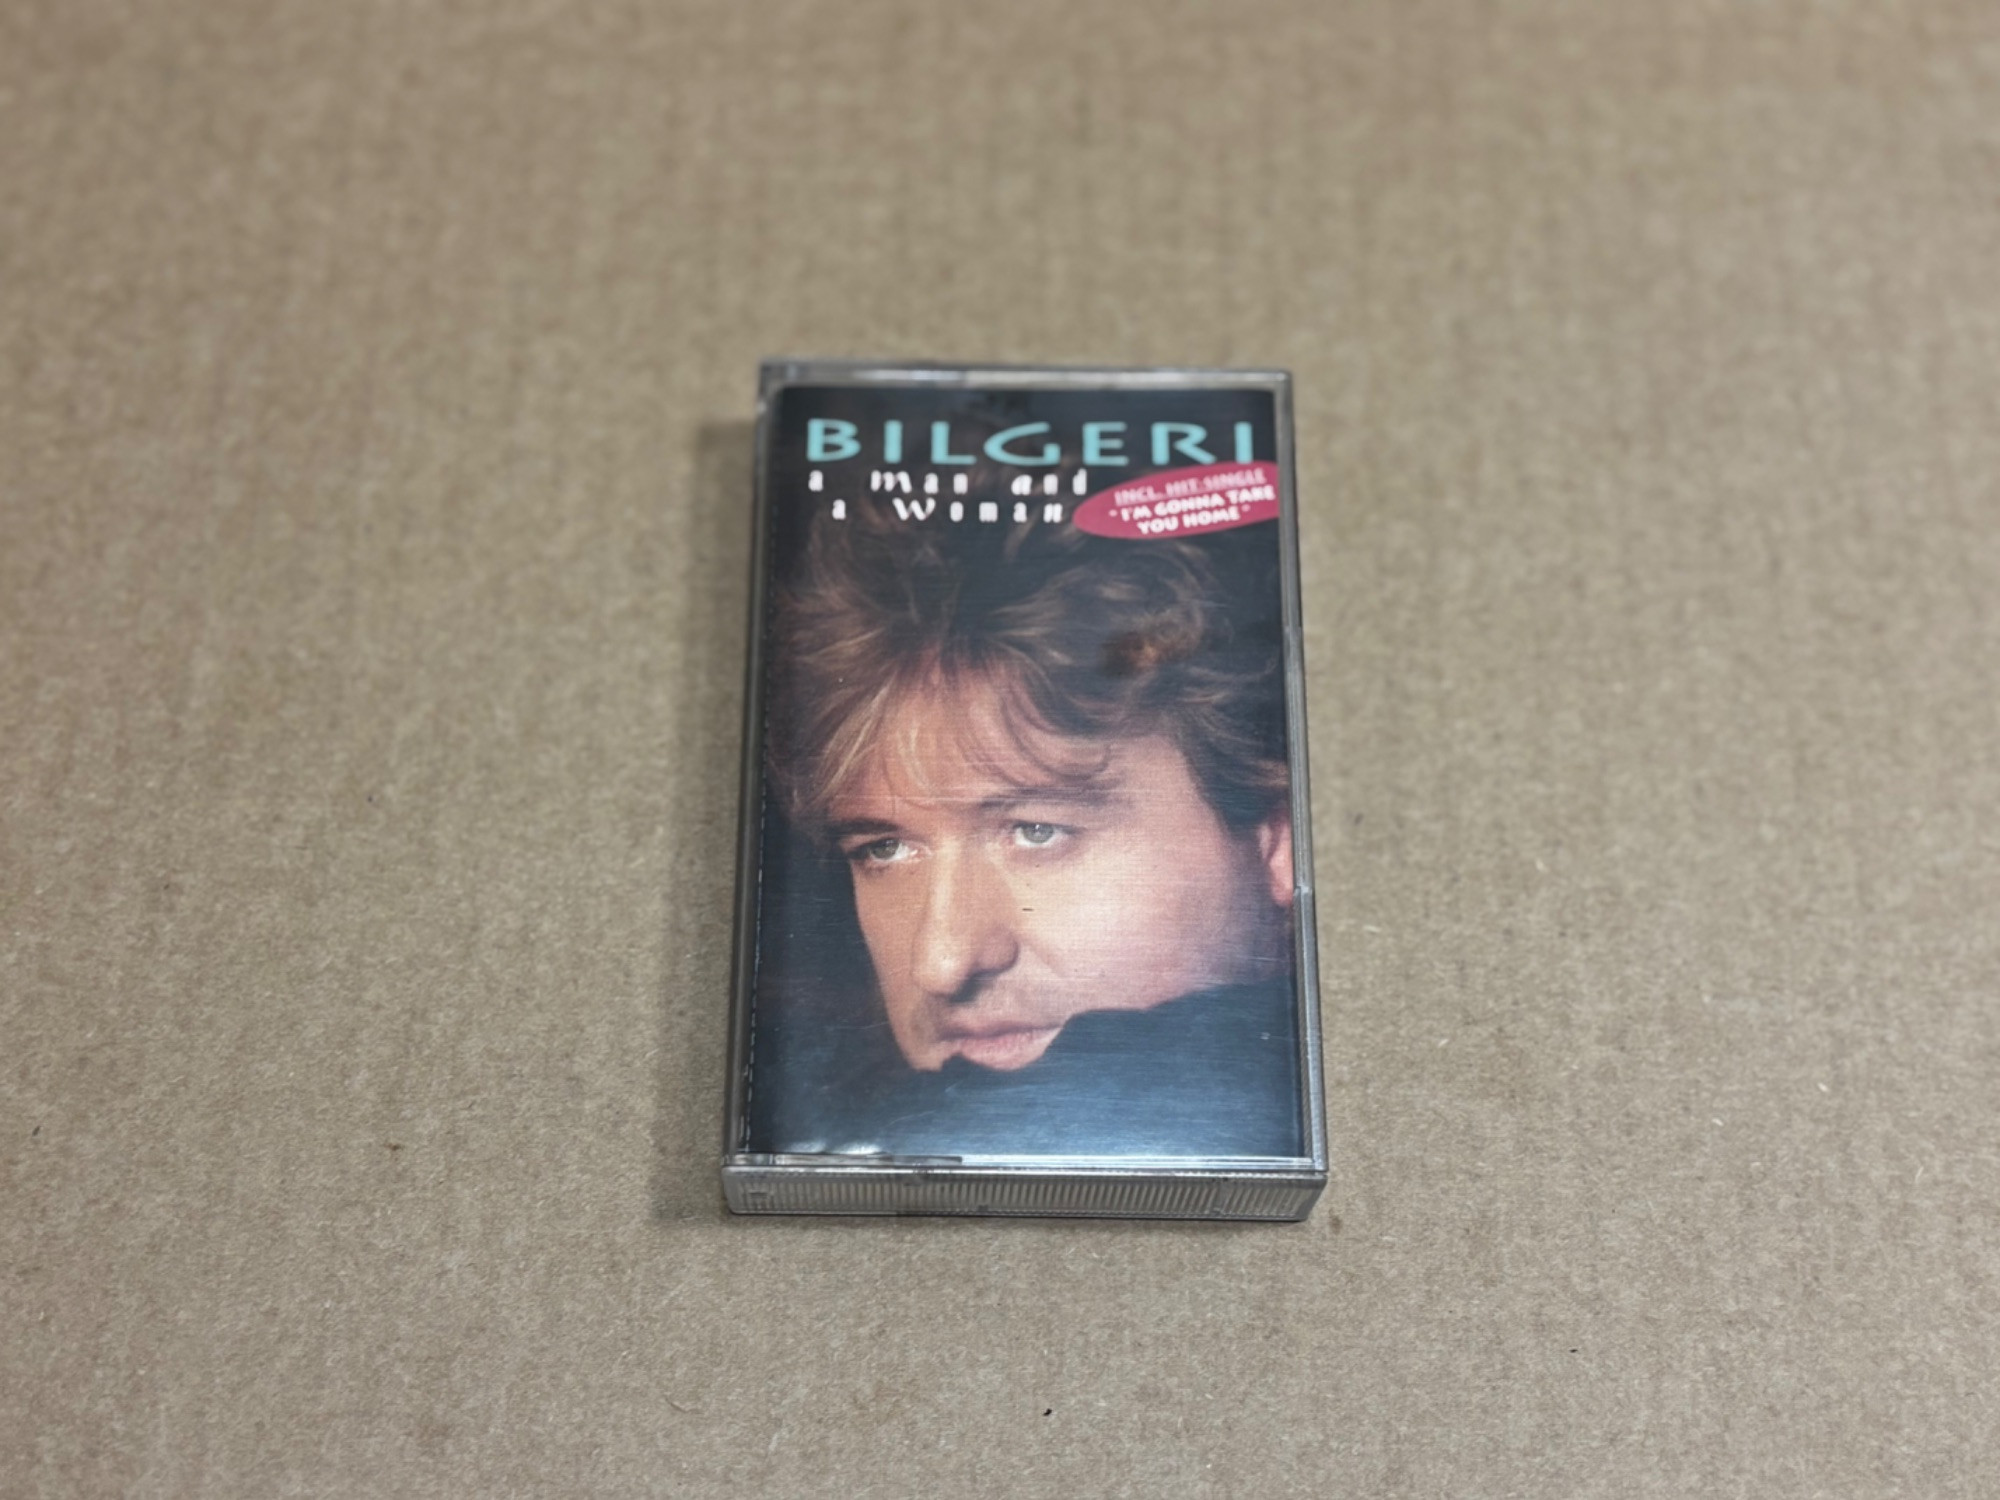 BILGERI
a man and
a Woman
INCL. HIT SINGLE
"I'M GONNA TAKE
YOU HOME"